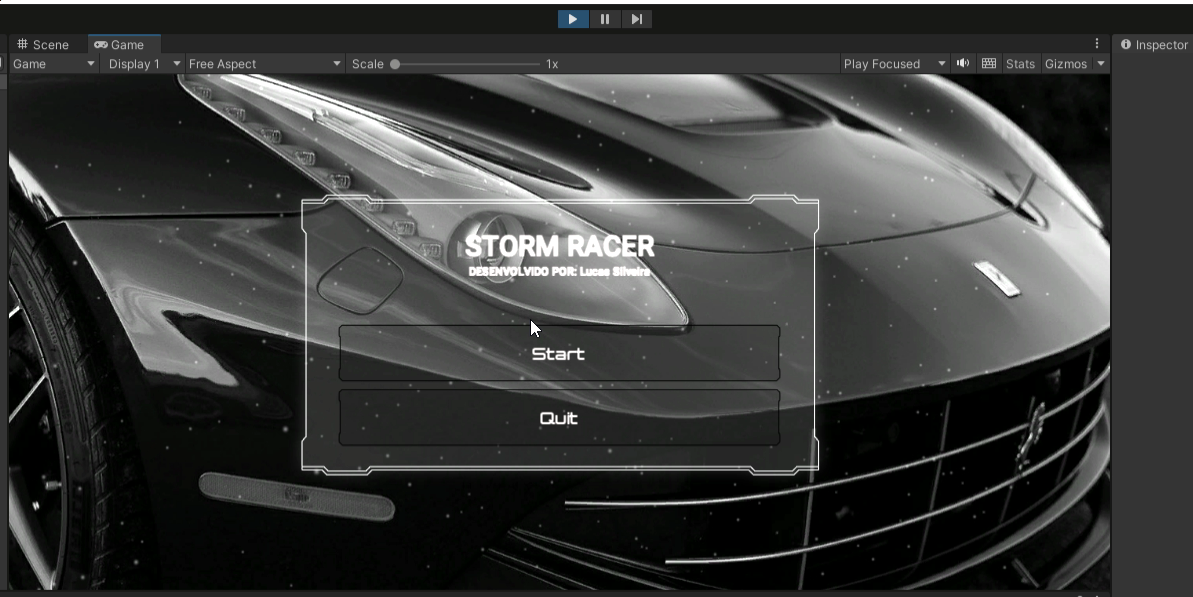 Scene Game Inspector
Game Display 1 Free Aspect Scale 1x Play Focused Stats Gizmos
STORM RACER
DESENVOLVIDO POR: Lucas Silveira
Start
Quit